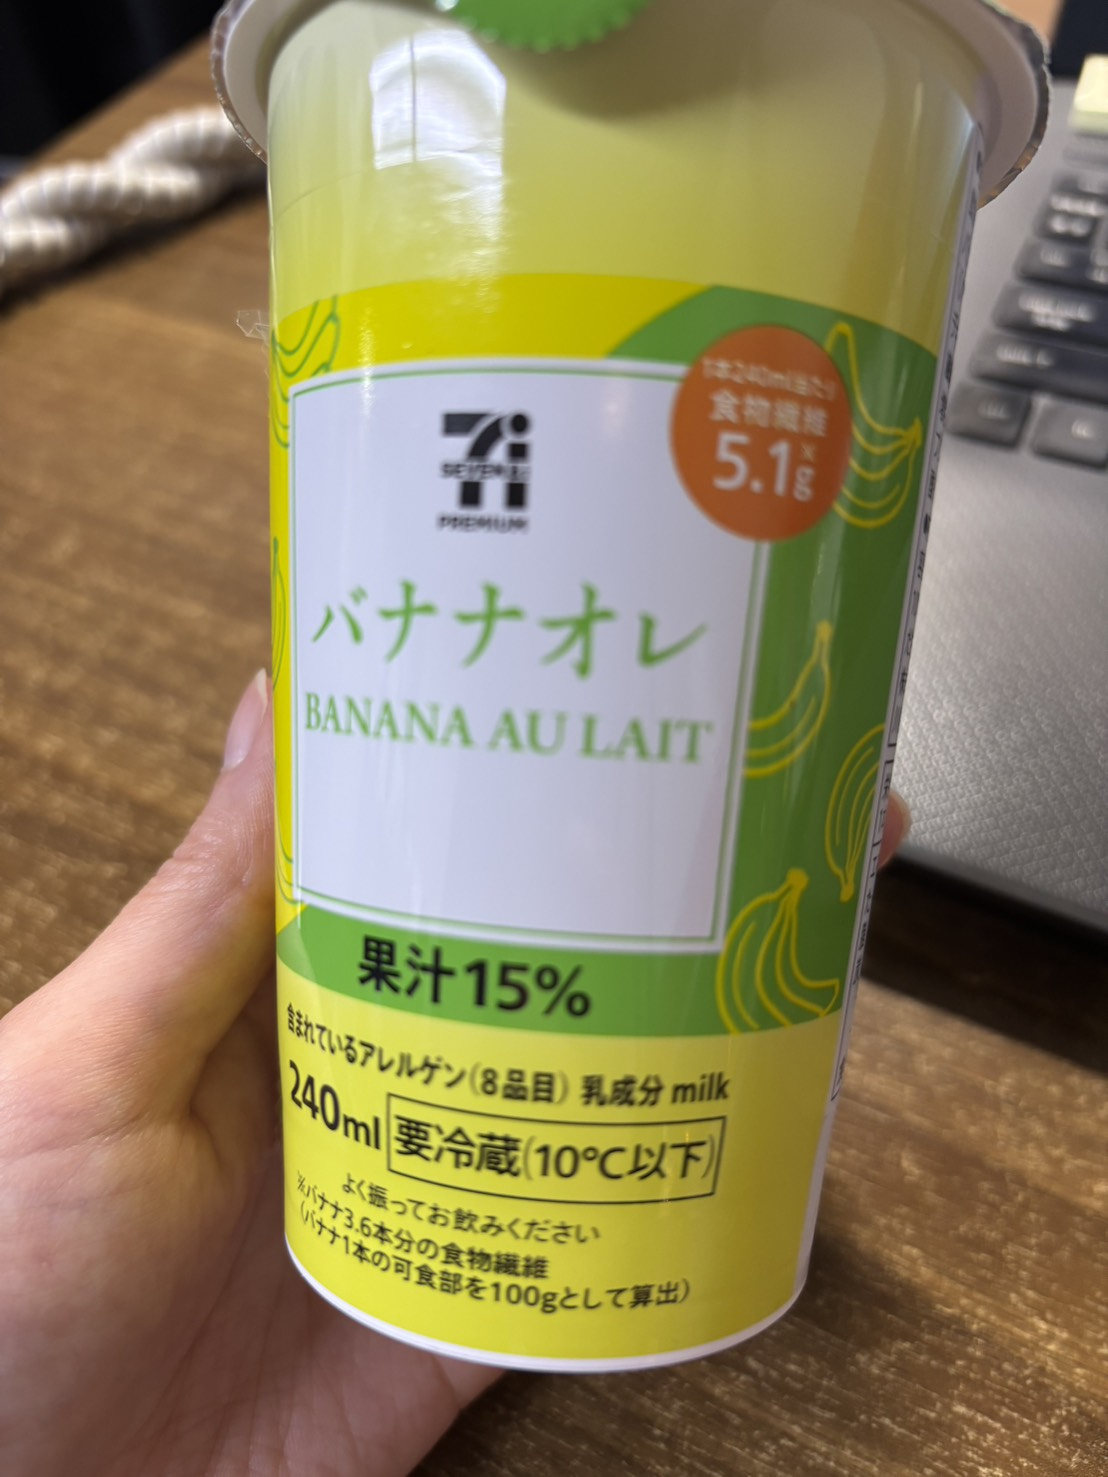 1本240ml当たり
食物繊維
5.1g※
SEVEN&i
PREMIUM
バナナオレ
BANANA AU LAIT
果汁15%
含まれているアレルゲン(8品目) 乳成分 milk
240ml 要冷蔵(10℃以下)
よく振ってお飲みください
※バナナ3.6本分の食物繊維
(バナナ1本の可食部を100gとして算出)